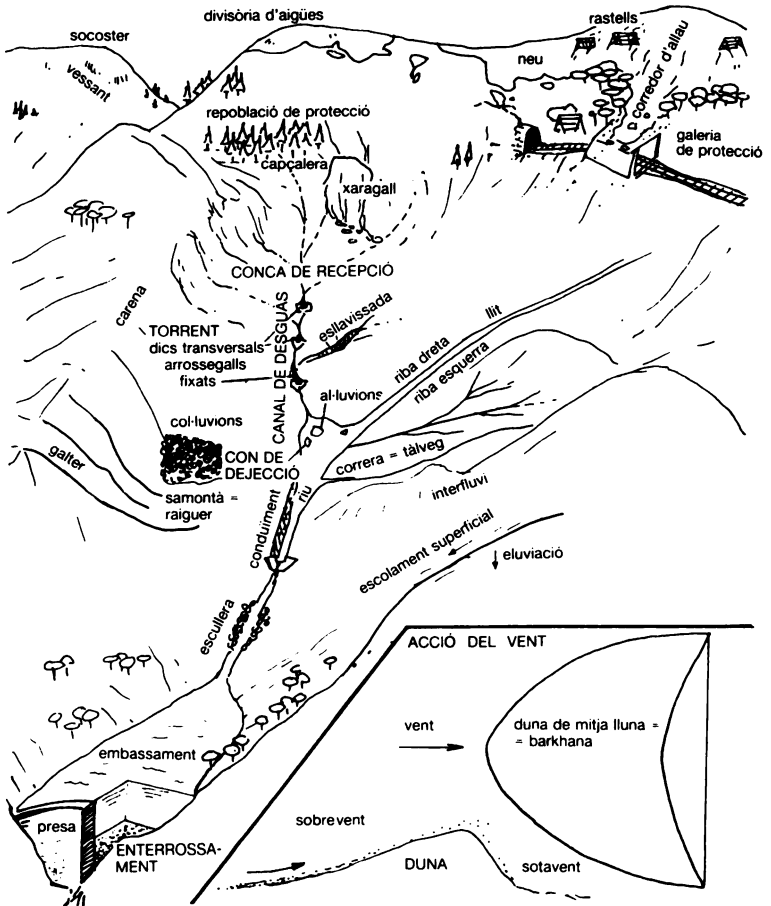 divisòria d'aigües
socoster
vessant
rastells
neu
corredor d'allau
repoblació de protecció
galeria
de protecció
capçalera
xaragall
CONCA DE RECEPCIÓ
carena
TORRENT
dics transversals
arrossegalls
fixats
CANAL DE DESGUÀS
esllavissada
llit
riba dreta
riba esquerra
al·luvions
col·luvions
galter
CON DE
DEJECCIÓ
correra = tàlveg
samontà =
raiguer
interfluvi
conduïment
riu
escolament superficial
eluviació
escullera
ACCIÓ DEL VENT
vent
duna de mitja lluna =
= barkhana
embassament
presa
sobrevent
ENTERROSSA-
MENT
DUNA
sotavent